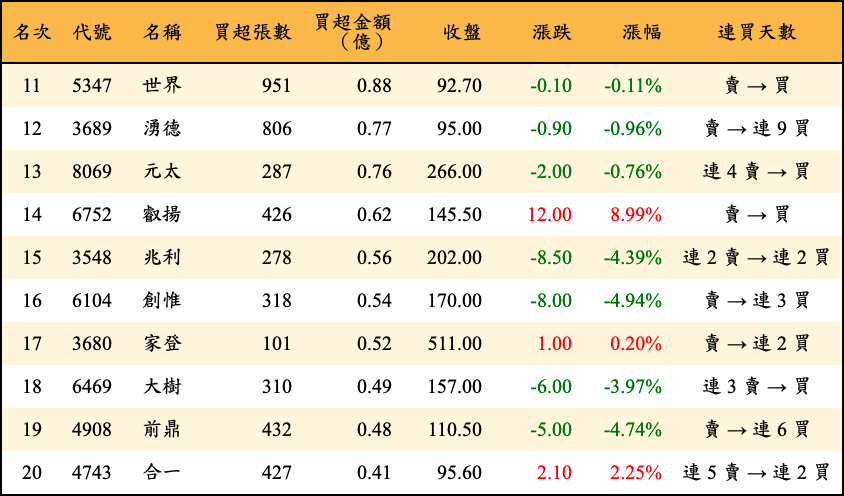 名次 代號 名稱 買超張數 買超金額（億） 收盤 漲跌 漲幅 連買天數
11 5347 世界 951 0.88 92.70 -0.10 -0.11% 賣 → 買
12 3689 湧德 806 0.77 95.00 -0.90 -0.96% 賣 → 連 9 買
13 8069 元太 287 0.76 266.00 -2.00 -0.76% 連 4 賣 → 買
14 6752 叡揚 426 0.62 145.50 12.00 8.99% 賣 → 買
15 3548 兆利 278 0.56 202.00 -8.50 -4.39% 連 2 賣 → 連 2 買
16 6104 創惟 318 0.54 170.00 -8.00 -4.94% 賣 → 連 3 買
17 3680 家登 101 0.52 511.00 1.00 0.20% 賣 → 連 2 買
18 6469 大樹 310 0.49 157.00 -6.00 -3.97% 連 3 賣 → 買
19 4908 前鼎 432 0.48 110.50 -5.00 -4.74% 賣 → 連 6 買
20 4743 合一 427 0.41 95.60 2.10 2.25% 連 5 賣 → 連 2 買